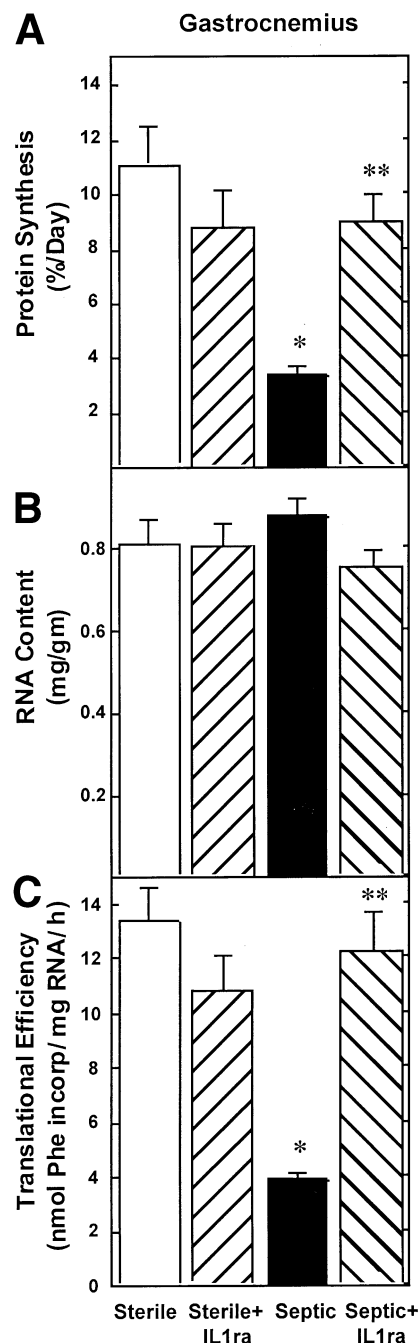 A
Gastrocnemius
Protein Synthesis
(%/Day)
14
12
10
8
6
4
2
*
**
B
RNA Content
(mg/gm)
0.8
0.6
0.4
0.2
C
Translational Efficiency
(nmol Phe incorp/ mg RNA/ h)
14
12
10
8
6
4
2
0
*
**
Sterile Sterile+ Septic Septic+
IL1ra IL1ra